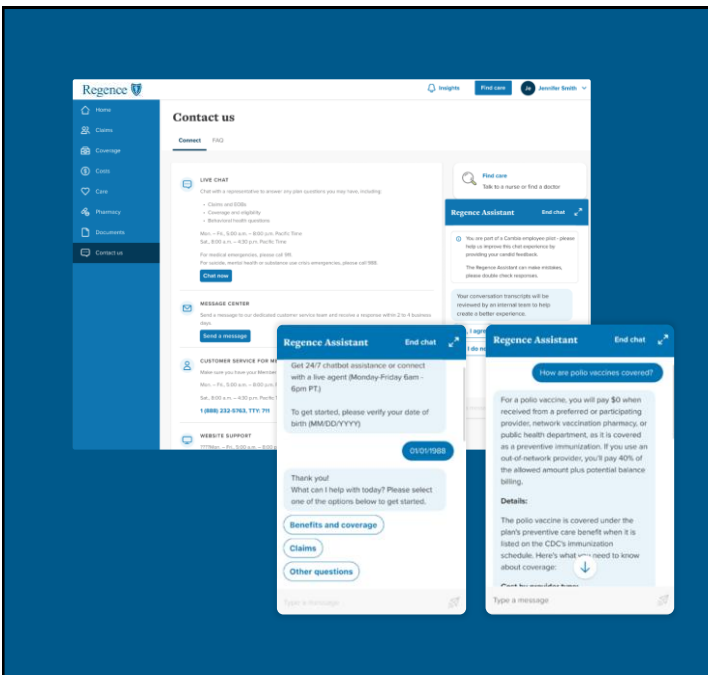 Regence
Insights
Find care
Je
Jennifer Smith
Home
Claims
Coverage
Costs
Care
Pharmacy
Documents
Contact us
Contact us
Connect
FAQ
LIVE CHAT
Chat with a representative to answer any plan questions you may have, including
• Claims and EOBs
• Coverage and eligibility
• Behavioral health questions
Mon. – Fri., 5:00 a.m. – 8:00 p.m. Pacific Time
Sat., 8:00 a.m. – 4:30 p.m. Pacific Time
For medical emergencies, please call 911.
For suicide, mental health or substance use crisis emergencies, please call 988.
Chat now
MESSAGE CENTER
Send a message to our dedicated customer service team and receive a response within 2 to 4 business
days.
Send a message
CUSTOMER SERVICE FOR ME
Make sure you have your Member
Mon. – Fri., 5:00 a.m. – 8:00 p.m.
Sat., 8:00 a.m. – 4:30 p.m. Pacific T
1 (888) 232-5763, TTY: 711
WEBSITE SUPPORT
????Mon. – Fri., 5:00 a.m. – 8:00 p
Find care
Talk to a nurse or find a doctor
Regence Assistant
End chat
You are part of a Cambia employee pilot - please
help us improve this chat experience by
providing your candid feedback.
The Regence Assistant can make mistakes,
please double check responses.
Your conversation transcripts will be
reviewed by an internal team to help
create a better experience.
, I agre
I do no
Regence Assistant
End chat
Get 24/7 chatbot assistance or connect
with a live agent (Monday-Friday 6am -
6pm PT.)
To get started, please verify your date of
birth (MM/DD/YYYY)
01/01/1988
Thank you!
What can I help with today? Please select
one of the options below to get started.
Benefits and coverage
Claims
Other questions
Type a message
Regence Assistant
End chat
How are polio vaccines covered?
For a polio vaccine, you will pay $0 when
received from a preferred or participating
provider, network vaccination pharmacy, or
public health department, as it is covered
as a preventive immunization. If you use an
out-of-network provider, you'll pay 40% of
the allowed amount plus potential balance
billing.
Details:
The polio vaccine is covered under the
plan's preventive care benefit when it is
listed on the CDC's immunization
schedule. Here's what you need to know
about coverage:
Cost by provider type:
Type a message